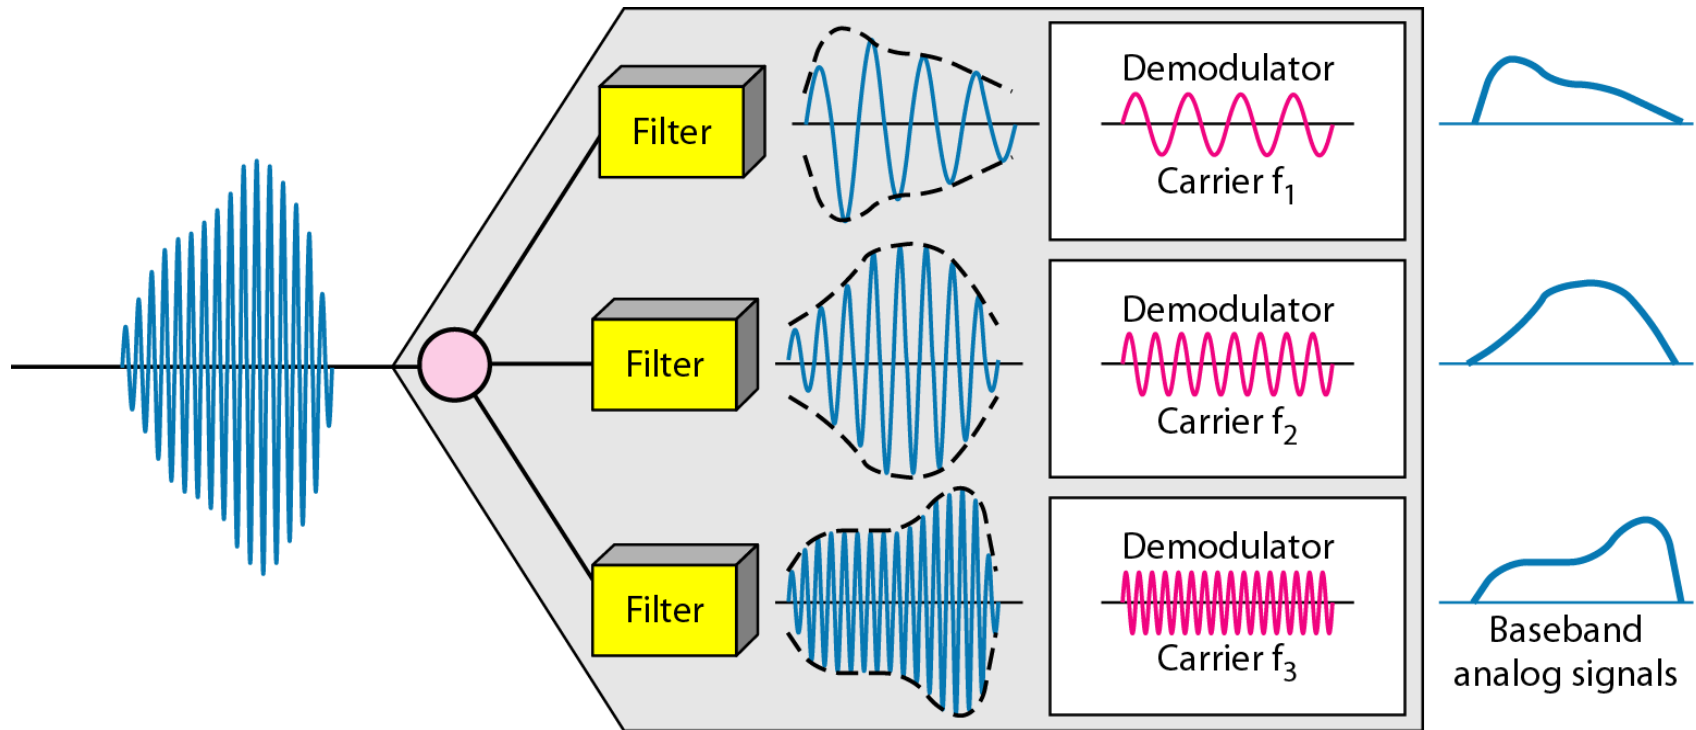 Filter
Demodulator
Carrier f₁
Filter
Demodulator
Carrier f₂
Filter
Demodulator
Carrier f₃
Baseband
analog signals